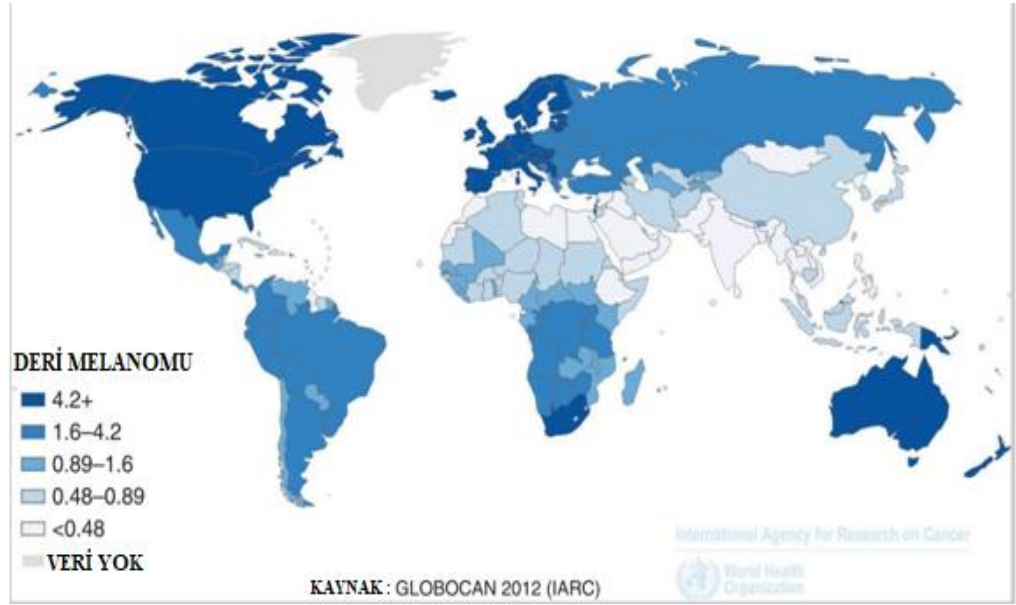 DERİ MELANOMU
4.2+
1.6–4.2
0.89–1.6
0.48–0.89
<0.48
VERİ YOK
KAYNAK : GLOBOCAN 2012 (IARC)
International Agency for Research on Cancer
World Health
Organization